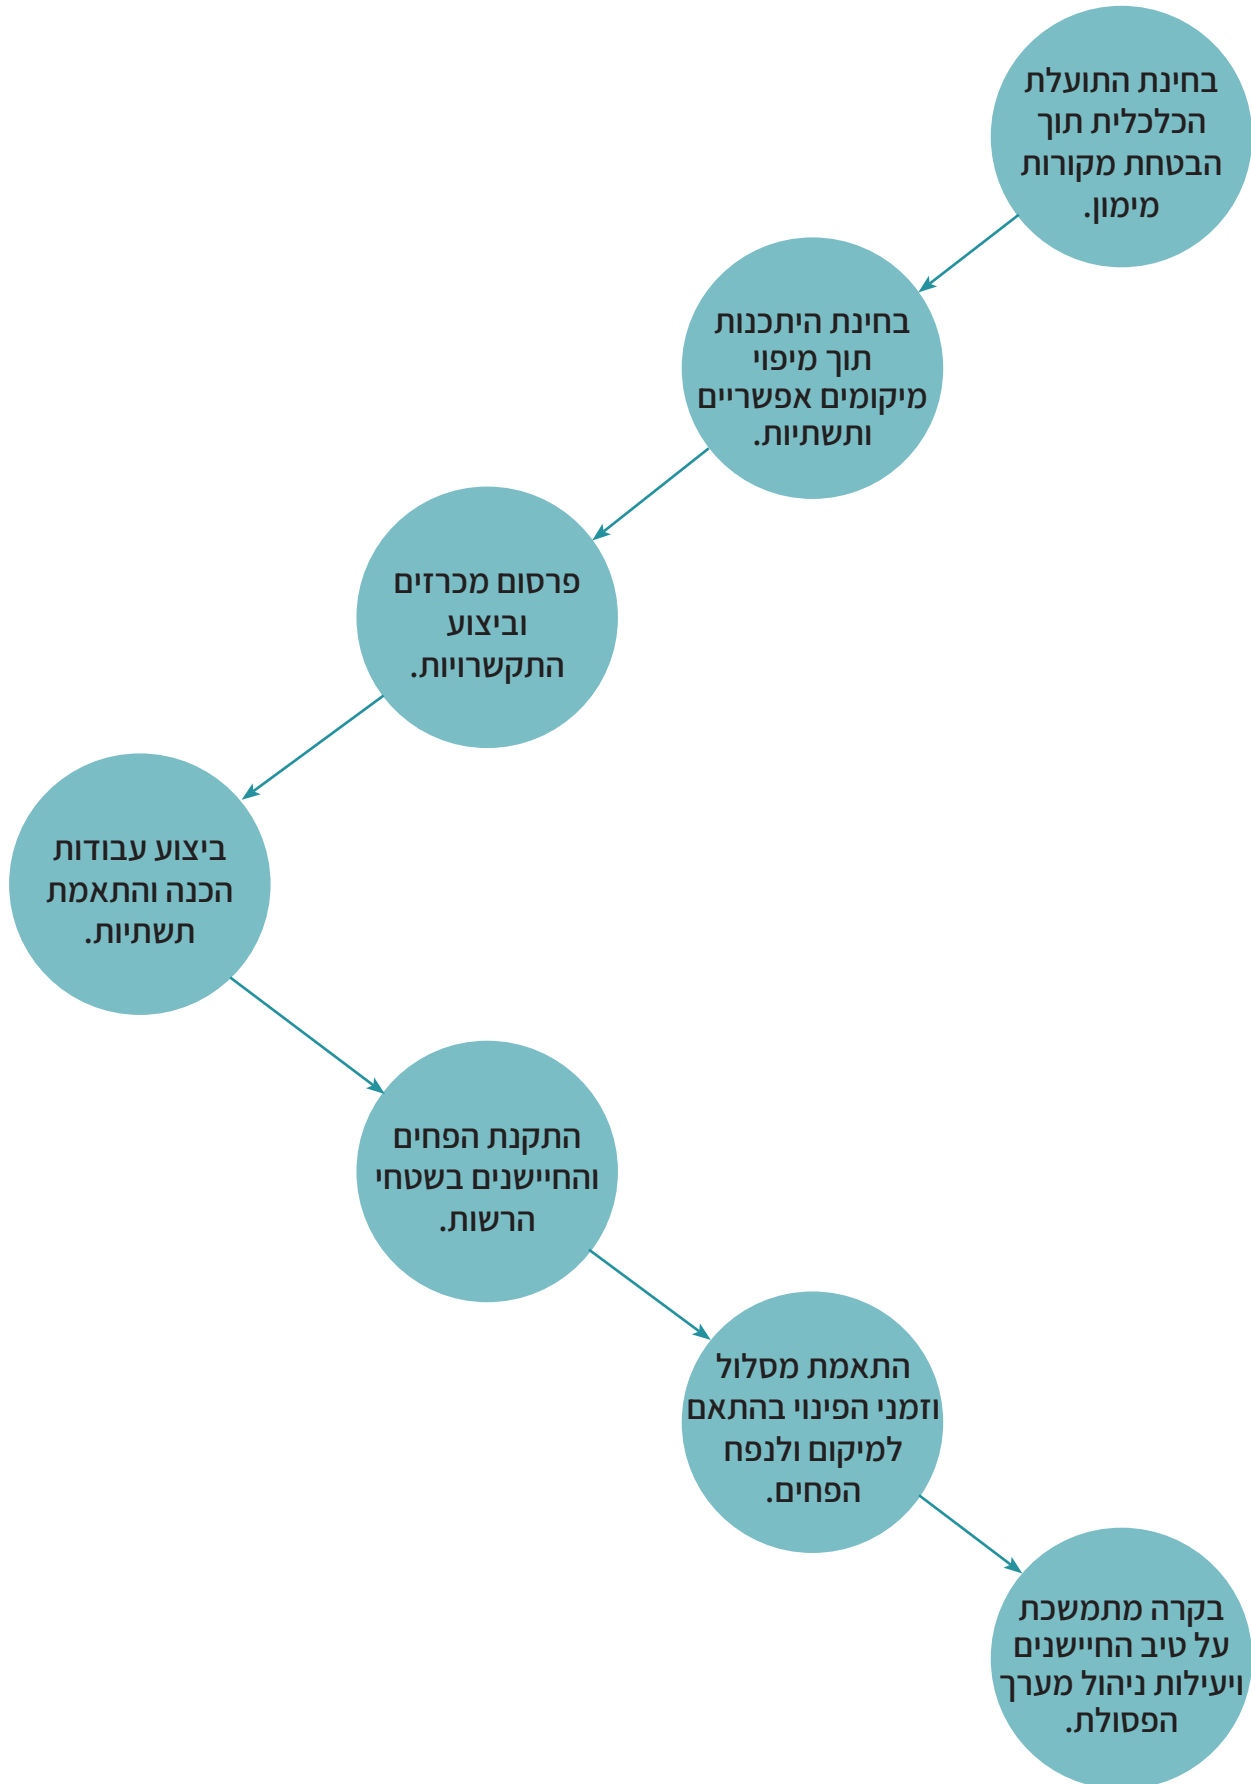 בחינת התועלת
הכלכלית תוך
הבטחת מקורות
מימון.
בחינת היתכנות
תוך מיפוי
מיקומים אפשריים
ותשתיות.
פרסום מכרזים
וביצוע
התקשרויות.
ביצוע עבודות
הכנה והתאמת
תשתיות.
התקנת הפחים
והחיישנים בשטחי
הרשות.
התאמת מסלול
וזמני הפינוי בהתאם
למיקום ולנפח
הפחים.
בקרה מתמשכת
על טיב החיישנים
ויעילות ניהול מערך
הפסולת.